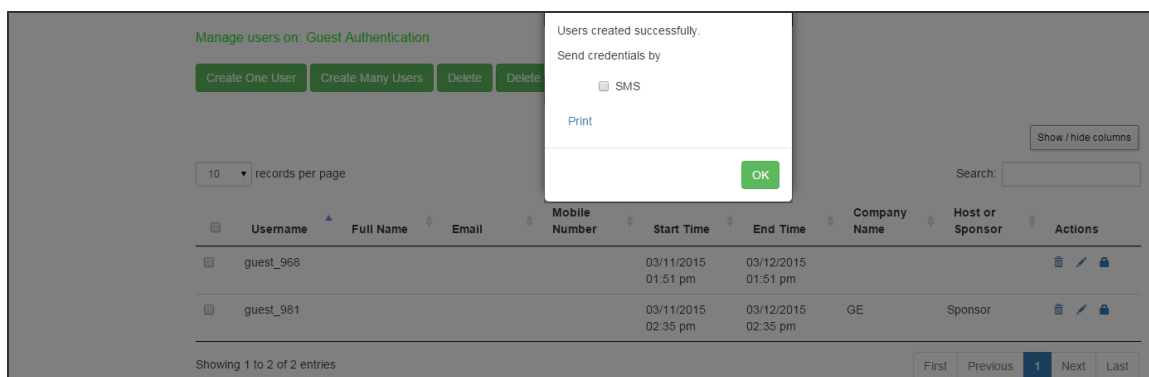 Manage users on: Guest Authentication
Users created successfully.
Send credentials by
Create One User Create Many Users Delete Delete
SMS
Print
Show / hide columns
10 records per page
OK
Search:
Username Full Name Email Mobile Number Start Time End Time Company Name Host or Sponsor Actions
guest_968 03/11/2015 03/12/2015
01:51 pm 01:51 pm
guest_981 03/11/2015 03/12/2015 GE Sponsor
02:35 pm 02:35 pm
Showing 1 to 2 of 2 entries
First Previous 1 Next Last